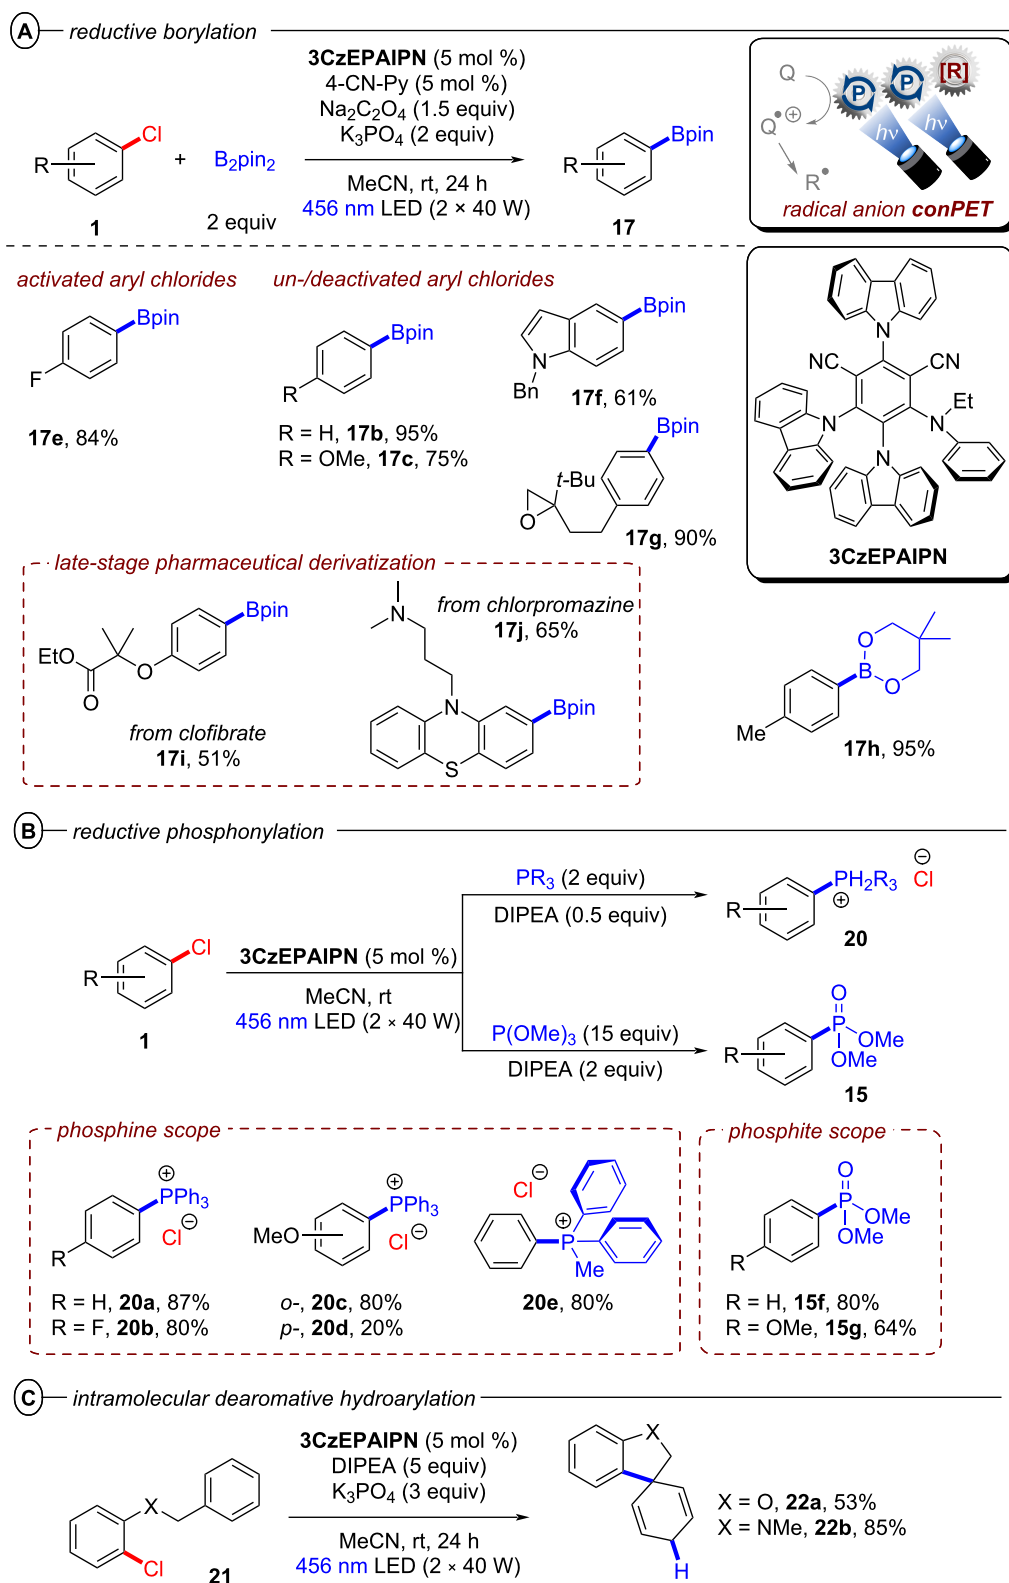 A reductive borylation
3CzEPAIPN (5 mol %)
4-CN-Py (5 mol %)
Na₂C₂O₄ (1.5 equiv)
K₃PO₄ (2 equiv)
R Cl + B₂pin₂
MeCN, rt, 24 h
456 nm LED (2 × 40 W)
1 2 equiv
R Bpin
17
Q P P [R]
Q•⊕ hν hν
R•
radical anion conPET
activated aryl chlorides
un-/deactivated aryl chlorides
Bpin
F
17e, 84%
Bpin
R
R = H, 17b, 95%
R = OMe, 17c, 75%
Bpin
N
Bn
17f, 61%
Bpin
t-Bu
O
17g, 90%
N
CN CN
Et
N N
N
3CzEPAIPN
late-stage pharmaceutical derivatization
Bpin
EtO O
O
from clofibrate
17i, 51%
N
from chlorpromazine
17j, 65%
N Bpin
S
O
B
O
Me
17h, 95%
B reductive phosphonylation
R Cl
1
3CzEPAIPN (5 mol %)
MeCN, rt
456 nm LED (2 × 40 W)
PR₃ (2 equiv)
DIPEA (0.5 equiv)
R PH₂R₃ ⊕ Cl ⊖
20
P(OMe)₃ (15 equiv)
DIPEA (2 equiv)
O
P OMe
OMe
R
15
phosphine scope
⊕
PPh₃
Cl⊖
R
R = H, 20a, 87%
R = F, 20b, 80%
⊕
PPh₃
MeO Cl⊖
o-, 20c, 80%
p-, 20d, 20%
Cl⊖
⊕
P
Me
20e, 80%
phosphite scope
O
P OMe
OMe
R
R = H, 15f, 80%
R = OMe, 15g, 64%
C intramolecular dearomative hydroarylation
X
Cl
21
3CzEPAIPN (5 mol %)
DIPEA (5 equiv)
K₃PO₄ (3 equiv)
MeCN, rt, 24 h
456 nm LED (2 × 40 W)
X
H
X = O, 22a, 53%
X = NMe, 22b, 85%